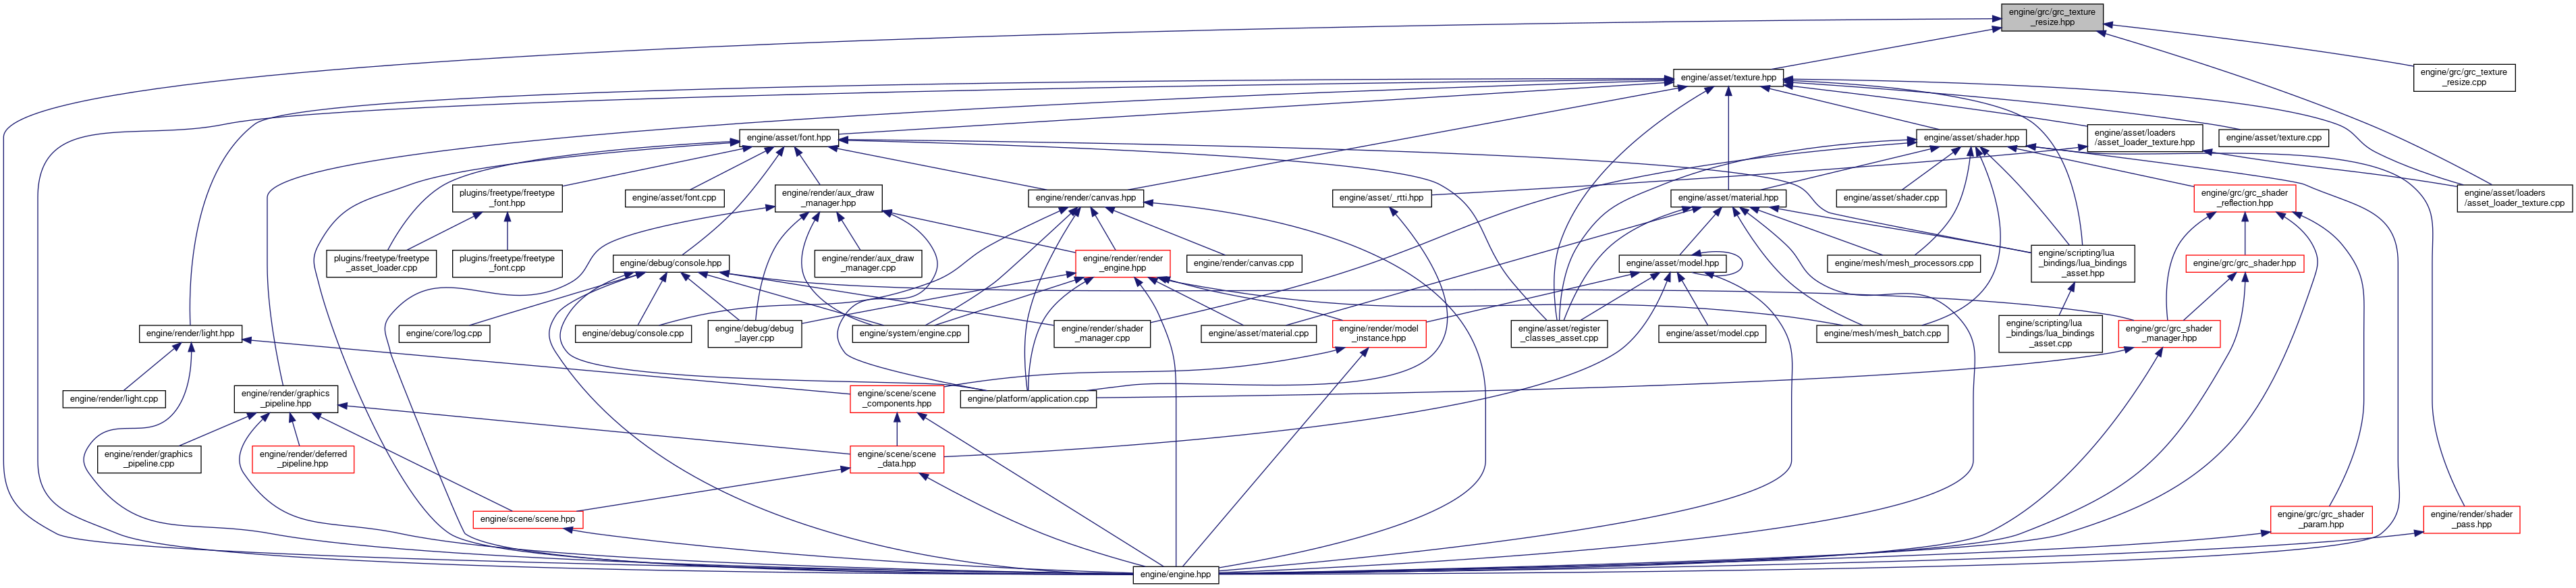 engine/grc/grc_texture
_resize.hpp
engine/asset/texture.hpp
engine/grc/grc_texture
_resize.cpp
engine/asset/font.hpp
engine/asset/shader.hpp
engine/asset/loaders
/asset_loader_texture.hpp
engine/asset/texture.cpp
plugins/freetype/freetype
_font.hpp
engine/asset/font.cpp
engine/render/aux_draw
_manager.hpp
engine/render/canvas.hpp
engine/asset/_rtti.hpp
engine/asset/material.hpp
engine/asset/shader.cpp
engine/grc/grc_shader
_reflection.hpp
engine/asset/loaders
/asset_loader_texture.cpp
plugins/freetype/freetype
_asset_loader.cpp
plugins/freetype/freetype
_font.cpp
engine/debug/console.hpp
engine/render/aux_draw
_manager.cpp
engine/render/render
_engine.hpp
engine/render/canvas.cpp
engine/asset/model.hpp
engine/mesh/mesh_processors.cpp
engine/scripting/lua
_bindings/lua_bindings
_asset.hpp
engine/grc/grc_shader.hpp
engine/render/light.hpp
engine/core/log.cpp
engine/debug/console.cpp
engine/debug/debug
_layer.cpp
engine/system/engine.cpp
engine/render/shader
_manager.cpp
engine/asset/material.cpp
engine/render/model
_instance.hpp
engine/asset/register
_classes_asset.cpp
engine/asset/model.cpp
engine/mesh/mesh_batch.cpp
engine/scripting/lua
_bindings/lua_bindings
_asset.cpp
engine/grc/grc_shader
_manager.hpp
engine/render/light.cpp
engine/render/graphics
_pipeline.hpp
engine/scene/scene
_components.hpp
engine/platform/application.cpp
engine/render/graphics
_pipeline.cpp
engine/render/deferred
_pipeline.hpp
engine/scene/scene
_data.hpp
engine/scene/scene.hpp
engine/grc/grc_shader
_param.hpp
engine/render/shader
_pass.hpp
engine/engine.hpp